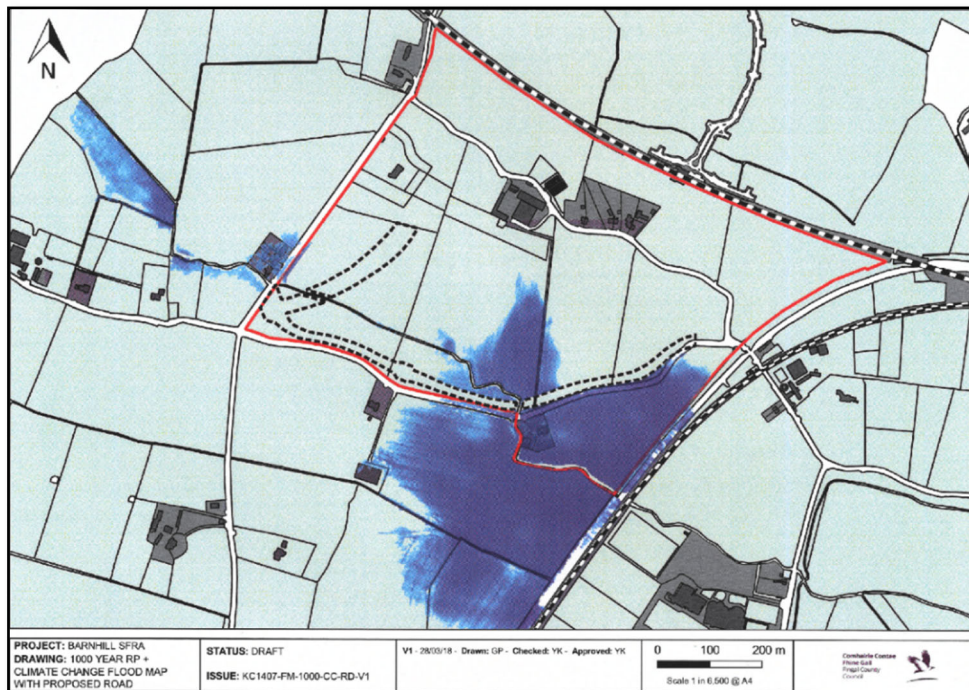 N
PROJECT: BARNHILL SFRA
DRAWING: 1000 YEAR RP +
CLIMATE CHANGE FLOOD MAP
WITH PROPOSED ROAD
STATUS: DRAFT
ISSUE: KC1407-FM-1000-CC-RD-V1
V1 - 28/03/18 - Drawn: GP - Checked: YK - Approved: YK
0 100 200 m
Scale 1 in 6,500 @ A4
Comhairle Contae
Fhine Gall
Fingal County
Council